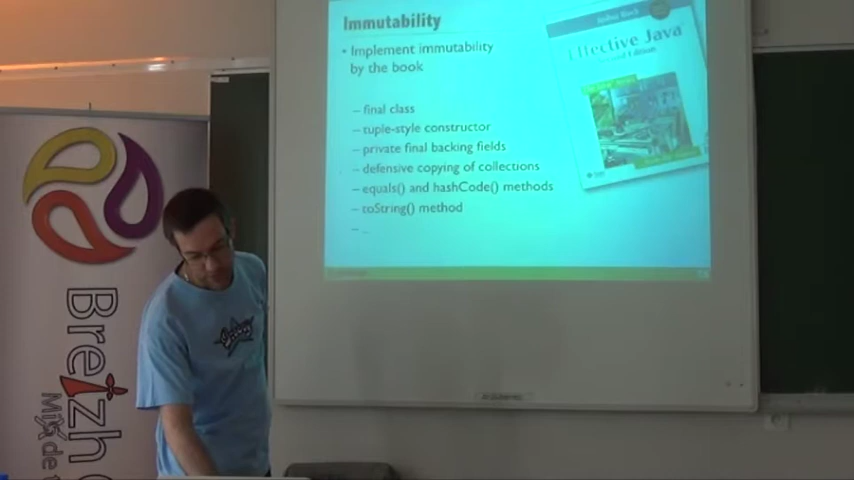 Immutability
• Implement immutability
by the book
– final class
– tuple-style constructor
– private final backing fields
– defensive copying of collections
– equals() and hashCode() methods
– toString() method
– ...
Effective Java
Breizh